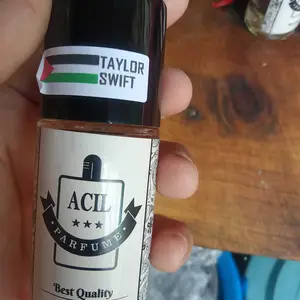 TAYLOR
SWIFT
ACIL
PARFUME
Best Quality